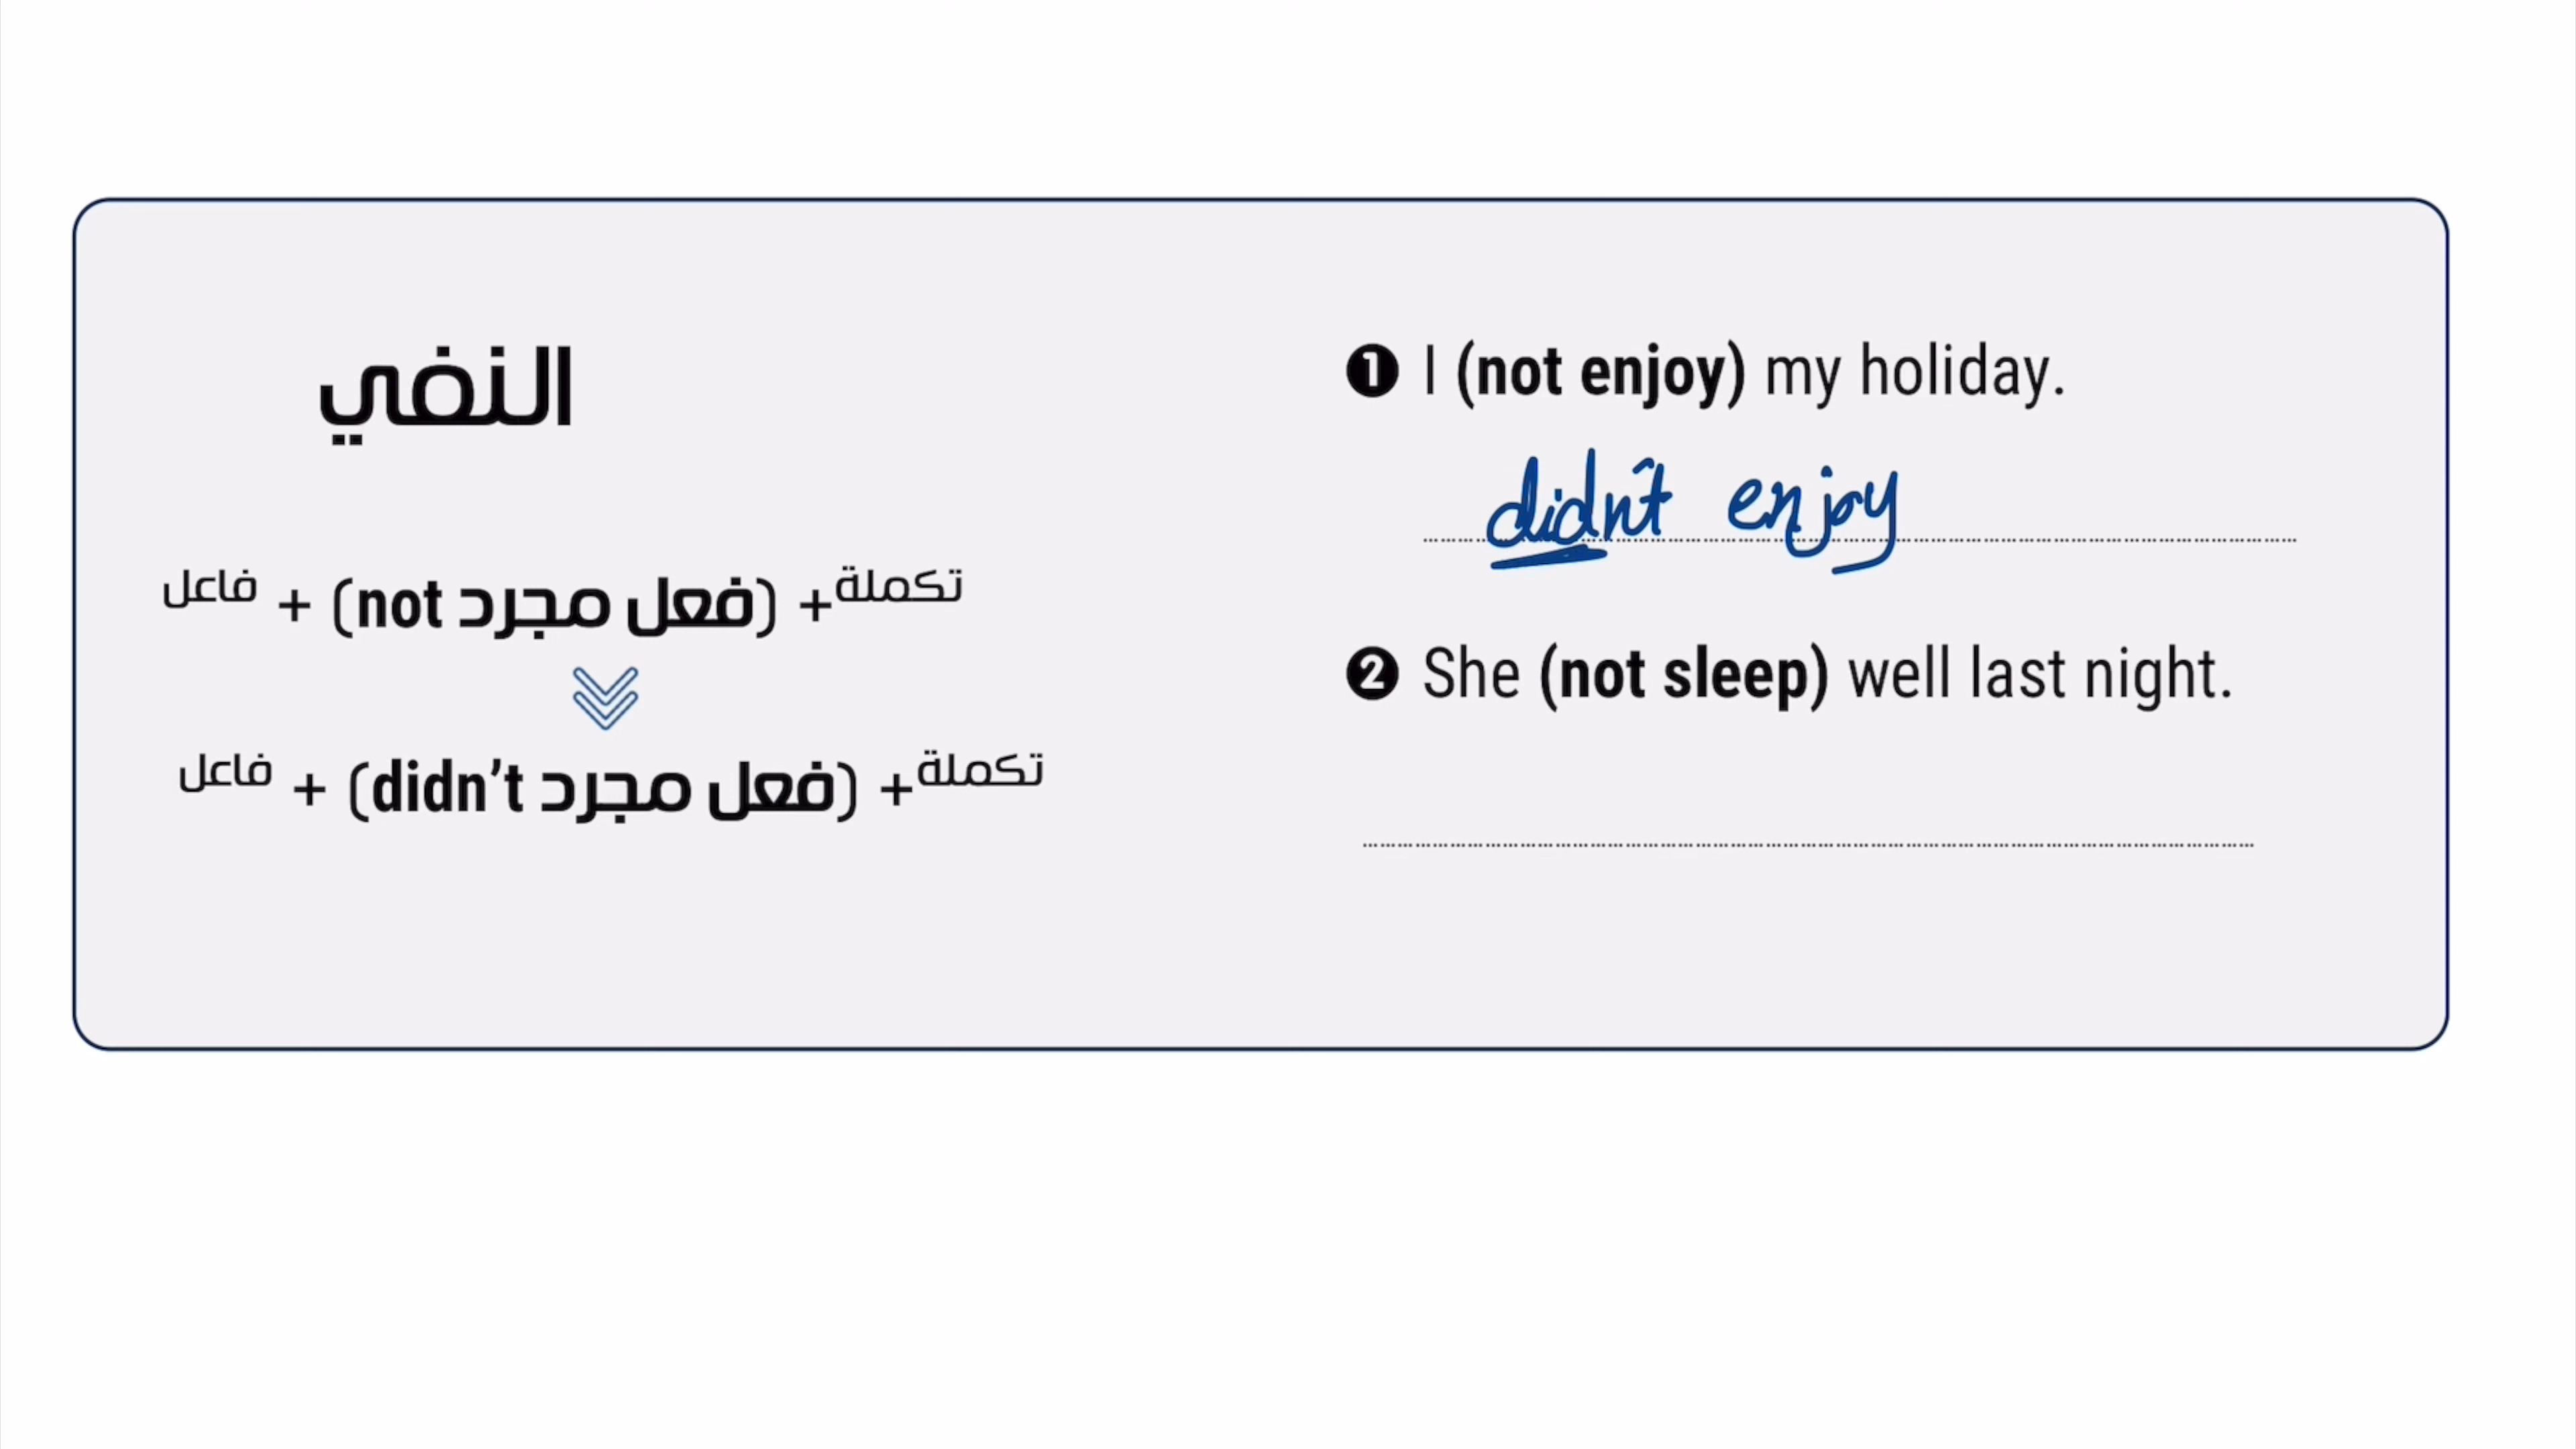 النفي
فاعل + (not فعل مجرد) + تكملة
فاعل + (didn't فعل مجرد) + تكملة
❶ I (not enjoy) my holiday.
didn't enjoy
❷ She (not sleep) well last night.